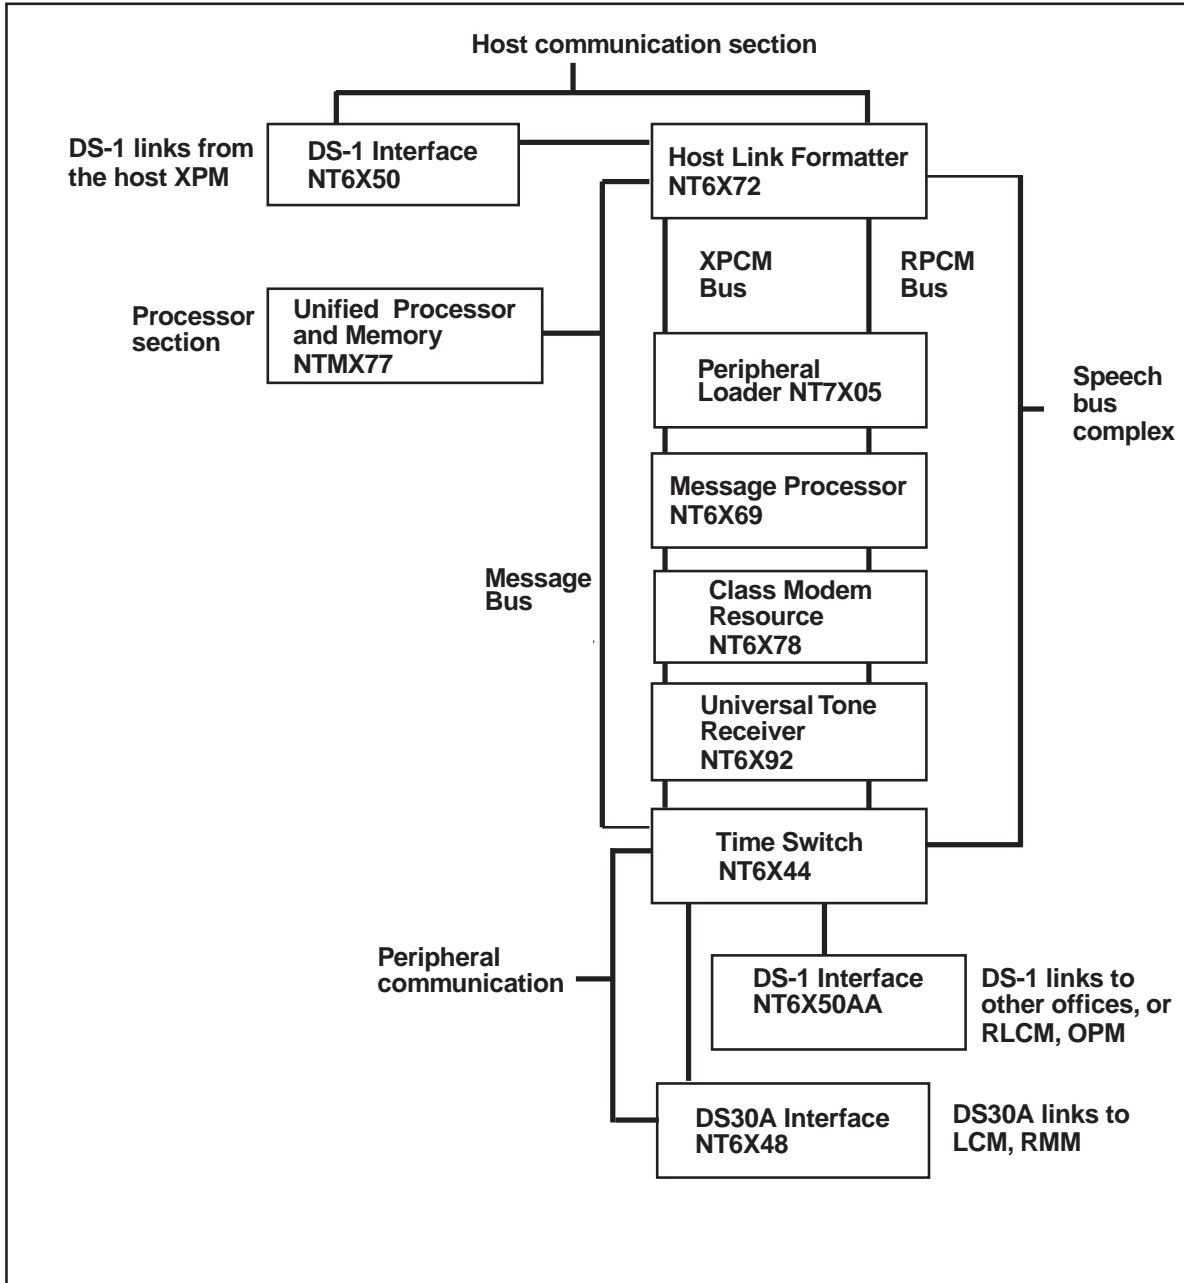 Host communication section
DS-1 links from
the host XPM
DS-1 Interface
NT6X50
Host Link Formatter
NT6X72
XPCM
Bus
RPCM
Bus
Processor
section
Unified Processor
and Memory
NTMX77
Peripheral
Loader NT7X05
Speech
bus
complex
Message Processor
NT6X69
Message
Bus
Class Modem
Resource
NT6X78
Universal Tone
Receiver
NT6X92
Time Switch
NT6X44
Peripheral
communication
DS-1 Interface
NT6X50AA
DS-1 links to
other offices, or
RLCM, OPM
DS30A Interface
NT6X48
DS30A links to
LCM, RMM